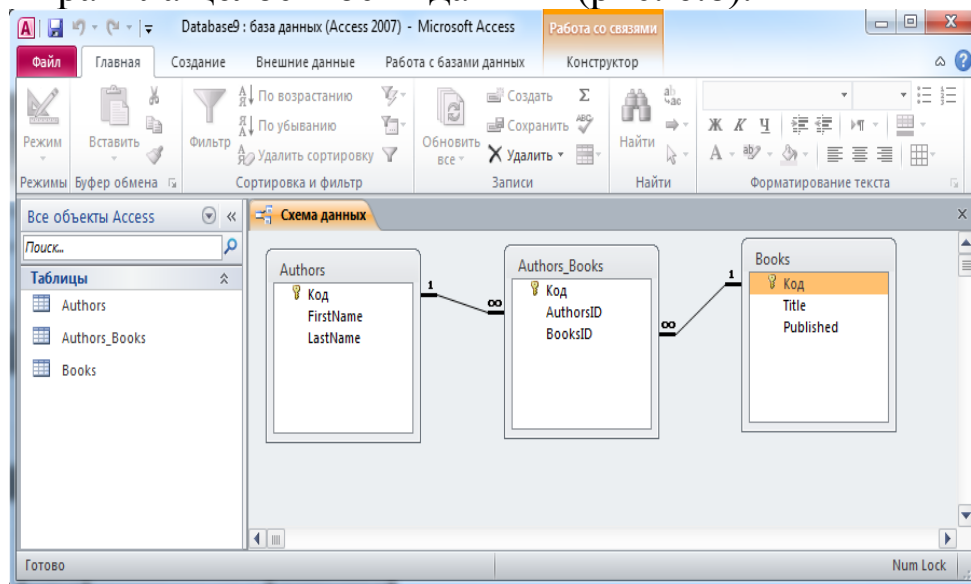 Database9 : база данных (Access 2007) - Microsoft Access
Работа со связями
Файл Главная Создание Внешние данные Работа с базами данных Конструктор
Режим
Вставить
Фильтр
По возрастанию
По убыванию
Удалить сортировку
Обновить
все
Создать
Сохранить
Удалить
Найти
Ж К Ч
Режимы Буфер обмена Сортировка и фильтр Записи Найти Форматирование текста
Все объекты Access
Поиск...
Таблицы
Authors
Authors_Books
Books
Схема данных
Authors
Код
FirstName
LastName
1
∞
Authors_Books
Код
AuthorsID
BooksID
∞
1
Books
Код
Title
Published
Готово
Num Lock